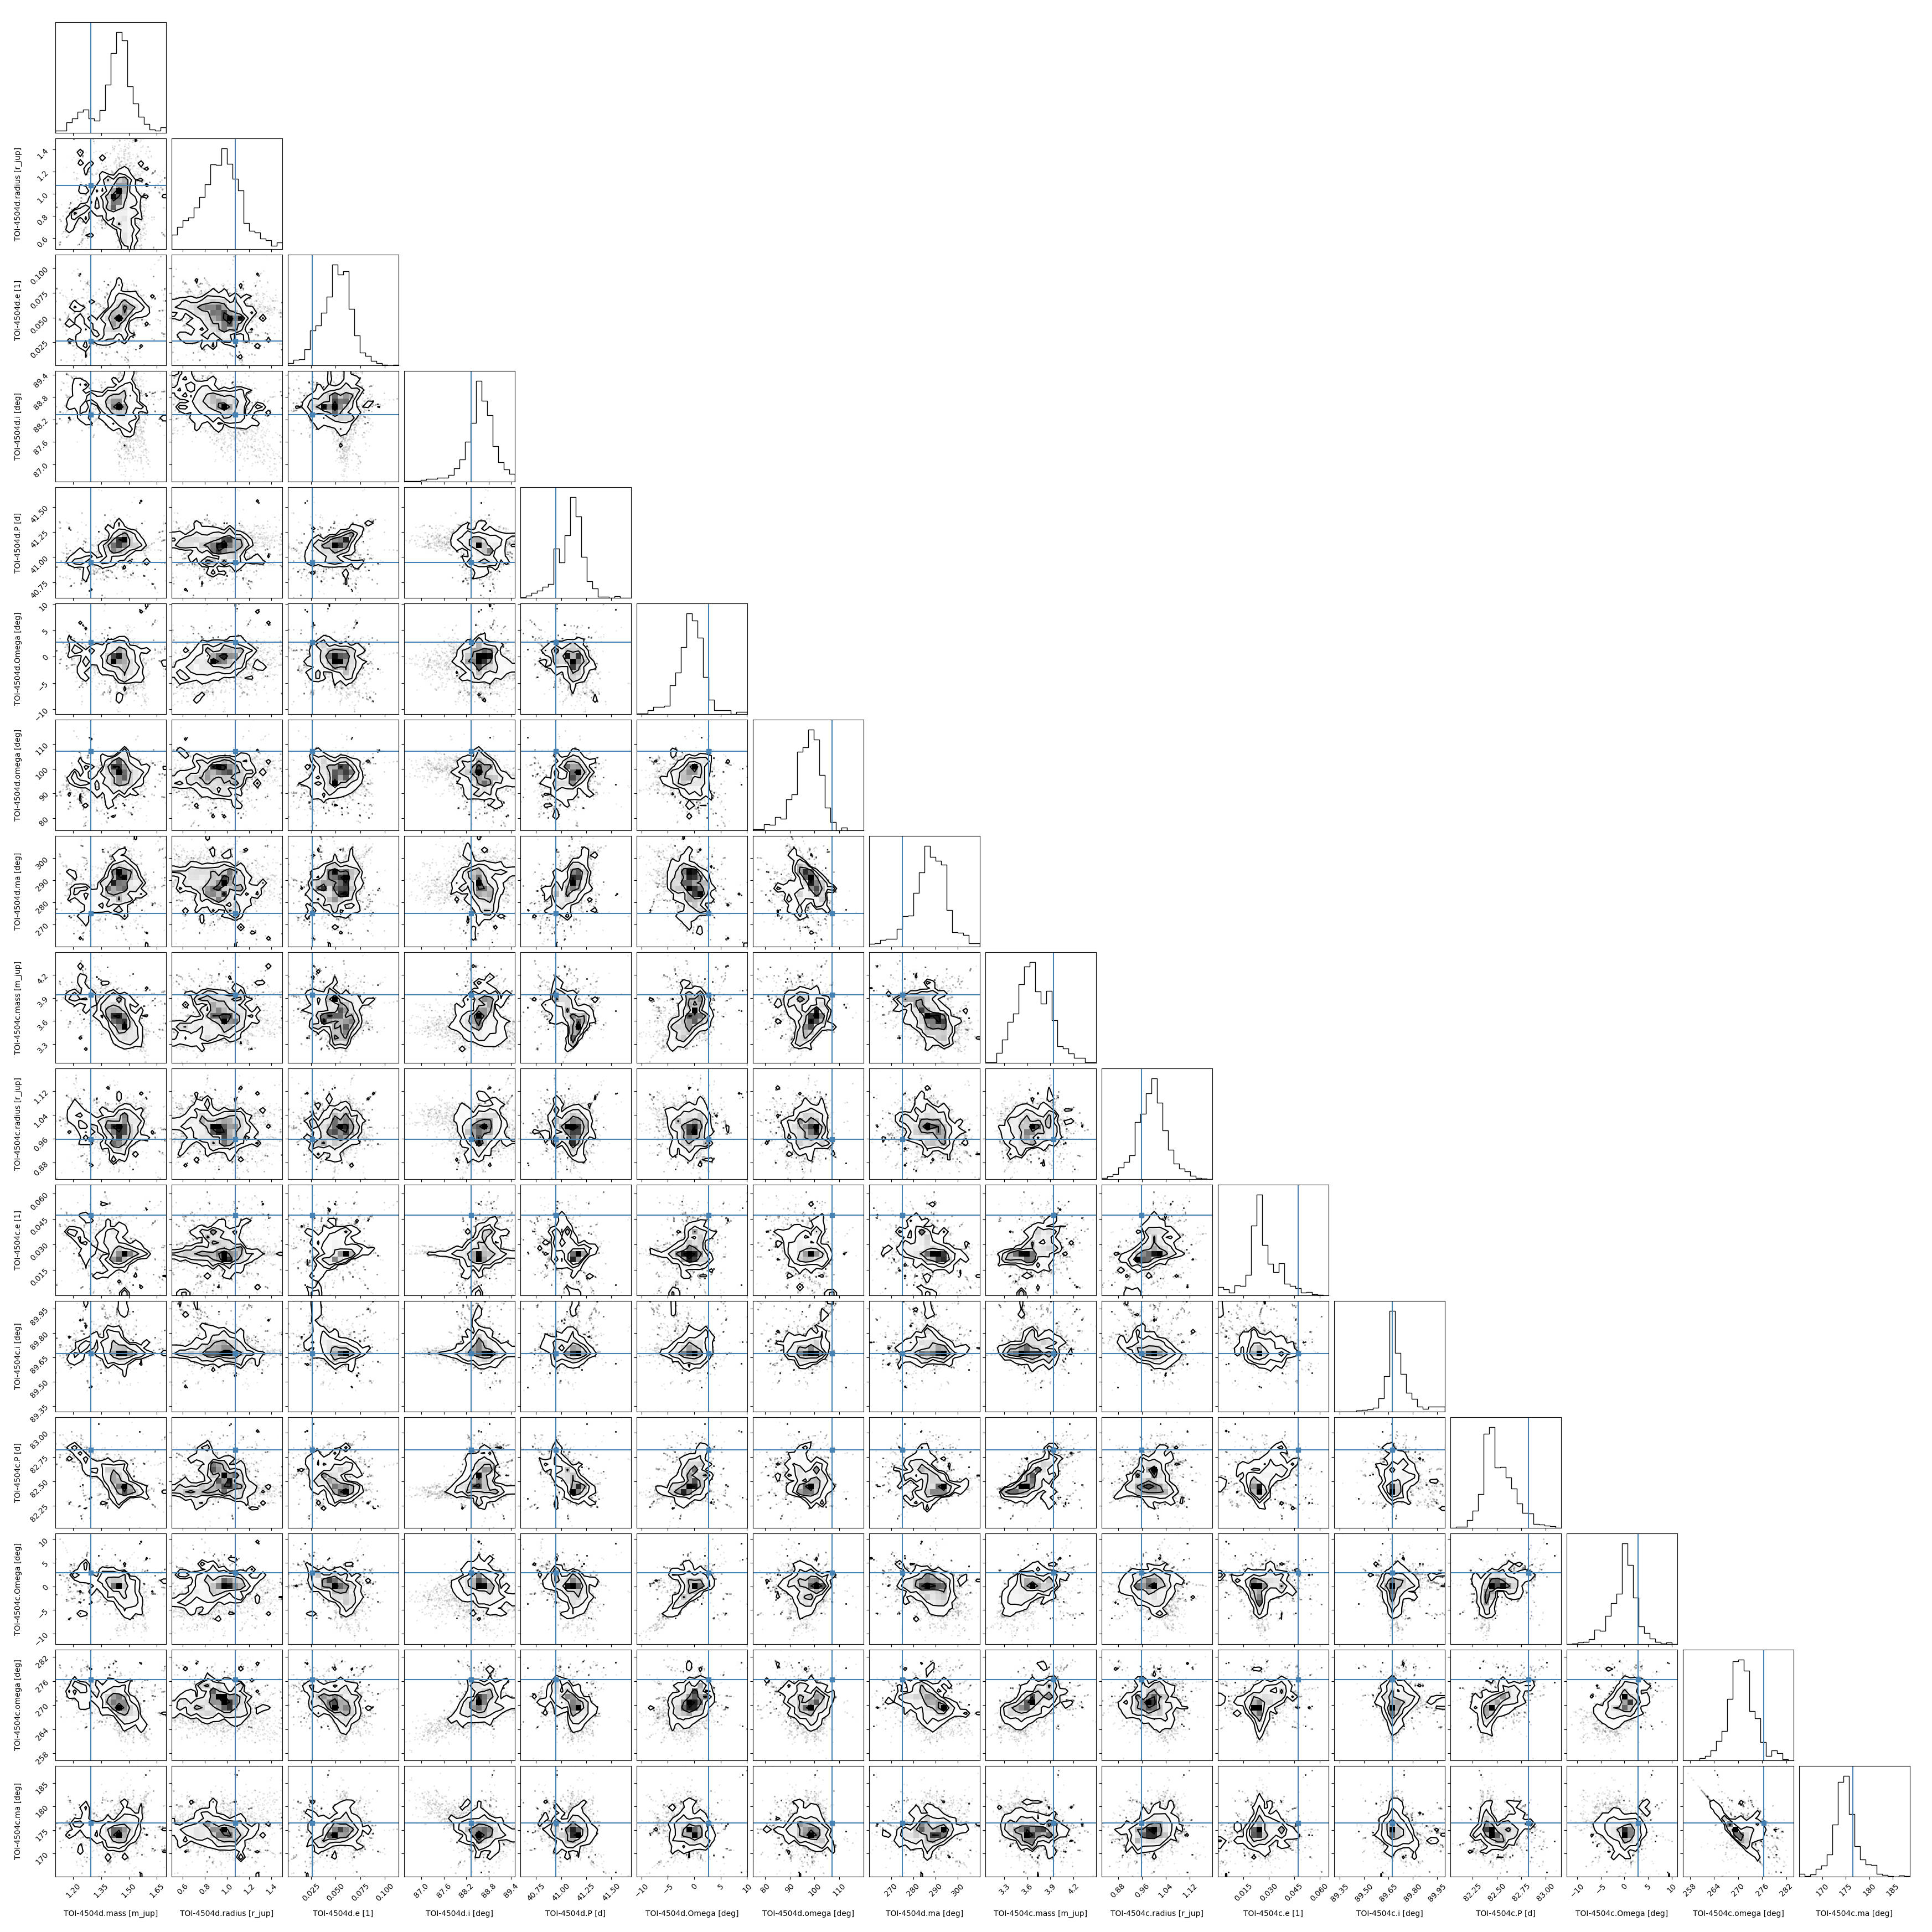 TOI-4504d.radius [r_jup]
1.4
1.2
1.0
0.8
0.6
TOI-4504d.e [1]
0.100
0.075
0.050
0.025
TOI-4504d.i [deg]
89.4
88.8
88.2
87.6
87.0
TOI-4504d.P [d]
41.50
41.25
41.00
40.75
TOI-4504d.Omega [deg]
10
5
0
−5
−10
TOI-4504d.omega [deg]
110
100
90
80
TOI-4504d.ma [deg]
300
290
280
270
TOI-4504c.mass [m_jup]
4.2
3.9
3.6
3.3
TOI-4504c.radius [r_jup]
1.12
1.04
0.96
0.88
TOI-4504c.e [1]
0.060
0.045
0.030
0.015
TOI-4504c.i [deg]
89.95
89.80
89.65
89.50
89.35
TOI-4504c.P [d]
83.00
82.75
82.50
82.25
TOI-4504c.Omega [deg]
10
5
0
−5
−10
TOI-4504c.omega [deg]
282
276
270
264
258
TOI-4504c.ma [deg]
185
180
175
170
1.20 1.35 1.50 1.65
0.6 0.8 1.0 1.2 1.4
0.025 0.050 0.075 0.100
87.0 87.6 88.2 88.8 89.4
40.75 41.00 41.25 41.50
−10 −5 0 5 10
80 90 100 110
270 280 290 300
3.3 3.6 3.9 4.2
0.88 0.96 1.04 1.12
0.015 0.030 0.045 0.060
89.35 89.50 89.65 89.80 89.95
82.25 82.50 82.75 83.00
−10 −5 0 5 10
258 264 270 276 282
170 175 180 185
TOI-4504d.mass [m_jup]
TOI-4504d.radius [r_jup]
TOI-4504d.e [1]
TOI-4504d.i [deg]
TOI-4504d.P [d]
TOI-4504d.Omega [deg]
TOI-4504d.omega [deg]
TOI-4504d.ma [deg]
TOI-4504c.mass [m_jup]
TOI-4504c.radius [r_jup]
TOI-4504c.e [1]
TOI-4504c.i [deg]
TOI-4504c.P [d]
TOI-4504c.Omega [deg]
TOI-4504c.omega [deg]
TOI-4504c.ma [deg]